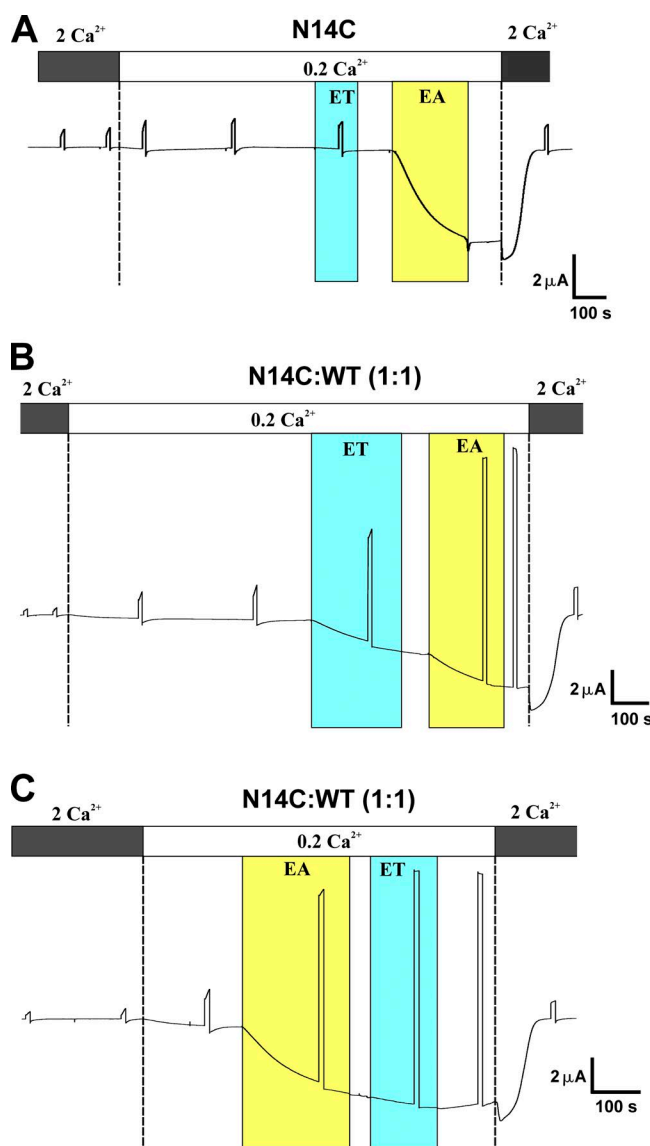 A
N14C
2 Ca²⁺
2 Ca²⁺
0.2 Ca²⁺
ET
EA
2 μA
100 s
B
N14C:WT (1:1)
2 Ca²⁺
2 Ca²⁺
0.2 Ca²⁺
ET
EA
2 μA
100 s
C
N14C:WT (1:1)
2 Ca²⁺
2 Ca²⁺
0.2 Ca²⁺
EA
ET
2 μA
100 s